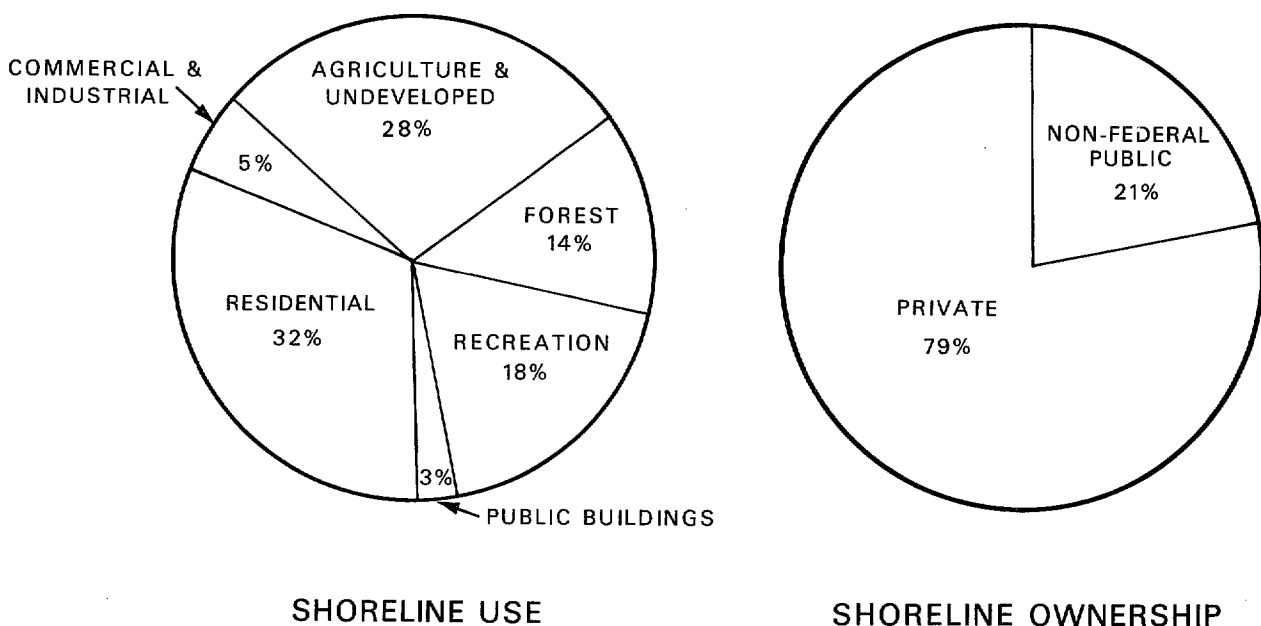 COMMERCIAL &
INDUSTRIAL
5%
AGRICULTURE &
UNDEVELOPED
28%
FOREST
14%
RESIDENTIAL
32%
RECREATION
18%
3%
PUBLIC BUILDINGS
SHORELINE USE
NON-FEDERAL
PUBLIC
21%
PRIVATE
79%
SHORELINE OWNERSHIP